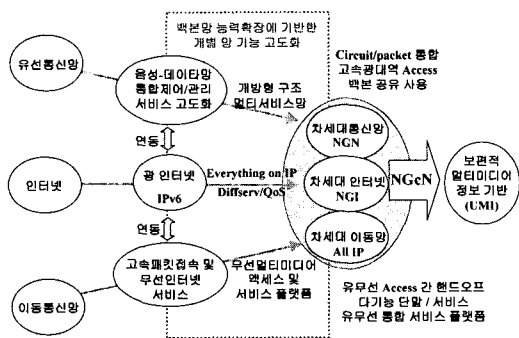 백본망 능력확장에 기반한
개별 망 기능 고도화
Circuit/packet 통합
고속광대역 Access
백본 공유 사용
유선통신망
음성-데이타망
통합제어/관리
서비스 고도화
개방형 구조
멀티서비스망
차세대통신망
NGN
연동
인터넷
광 인터넷
IPv6
Everything on IP
Diffserv/QoS
차세대 인터넷
NGI
NGcN
보편적
멀티미디어
정보 기반
(UMI)
연동
차세대 이동망
All IP
이동통신망
고속패킷접속 및
무선인터넷
서비스
무선멀티미디어
액세스 및
서비스 플랫폼
유무선 Access 간 핸드오프
다기능 단말 / 서비스
유무선 통합 서비스 플랫폼